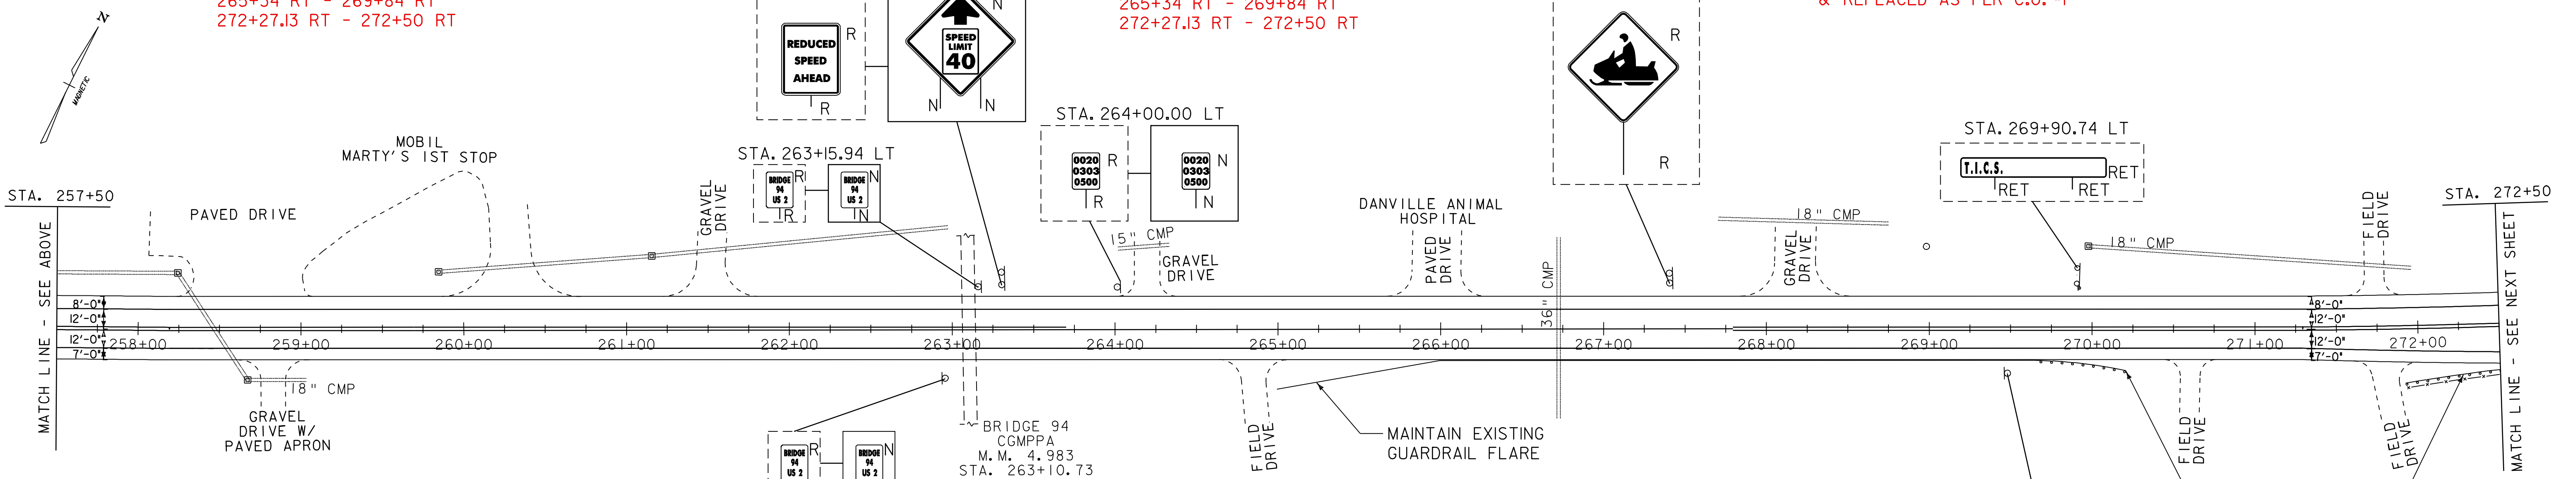 265+34 RT - 269+84 RT
272+27.13 RT - 272+50 RT
265+34 RT - 269+84 RT
272+27.13 RT - 272+50 RT
& REPLACED AS PER C.O. #1
N
MAGNETIC
REDUCED
SPEED
AHEAD
R
R
N
SPEED
LIMIT
40
N
N
R
R
STA. 263+15.94 LT
BRIDGE
94
US 2
R
R
BRIDGE
94
US 2
N
N
STA. 264+00.00 LT
0020
0303
0500
R
R
0020
0303
0500
N
N
STA. 269+90.74 LT
T.I.C.S.
RET
RET
RET
STA. 257+50
STA. 272+50
MATCH LINE - SEE ABOVE
MATCH LINE - SEE NEXT SHEET
PAVED DRIVE
MOBIL
MARTY'S 1ST STOP
GRAVEL
DRIVE
15" CMP
GRAVEL
DRIVE
DANVILLE ANIMAL
HOSPITAL
PAVED
DRIVE
36" CMP
18" CMP
GRAVEL
DRIVE
18" CMP
FIELD
DRIVE
8'-0"
12'-0"
12'-0"
7'-0"
8'-0"
12'-0"
12'-0"
7'-0"
258+00
259+00
260+00
261+00
262+00
263+00
264+00
265+00
266+00
267+00
268+00
269+00
270+00
271+00
272+00
18" CMP
GRAVEL
DRIVE W/
PAVED APRON
BRIDGE
94
US 2
R
BRIDGE
94
US 2
N
BRIDGE 94
CGMPPA
M.M. 4.983
STA. 263+10.73
FIELD
DRIVE
MAINTAIN EXISTING
GUARDRAIL FLARE
FIELD
DRIVE
FIELD
DRIVE